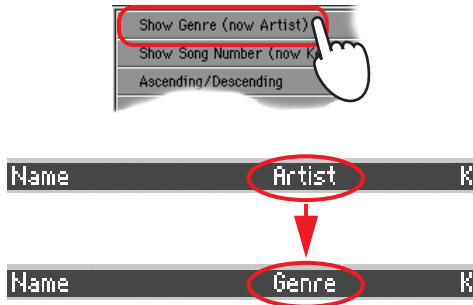 Show Genre (now Artist)
Show Song Number (now K
Ascending/Descending
Name Artist K
Name Genre K